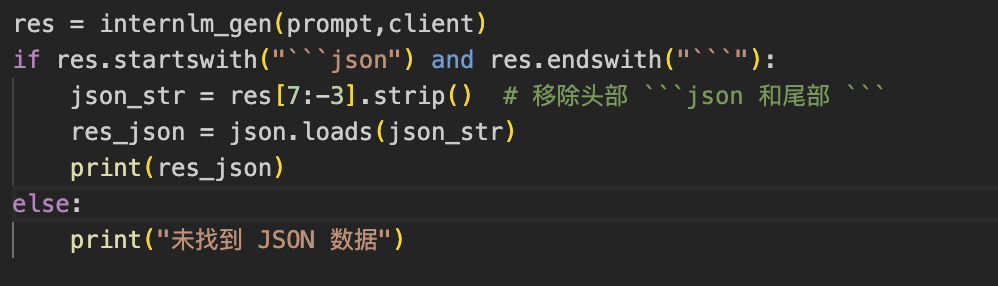 res = internlm_gen(prompt,client)
if res.startswith("```json") and res.endswith("```"):
    json_str = res[7:-3].strip()  # 移除头部 ```json 和尾部 ```
    res_json = json.loads(json_str)
    print(res_json)
else:
    print("未找到 JSON 数据")